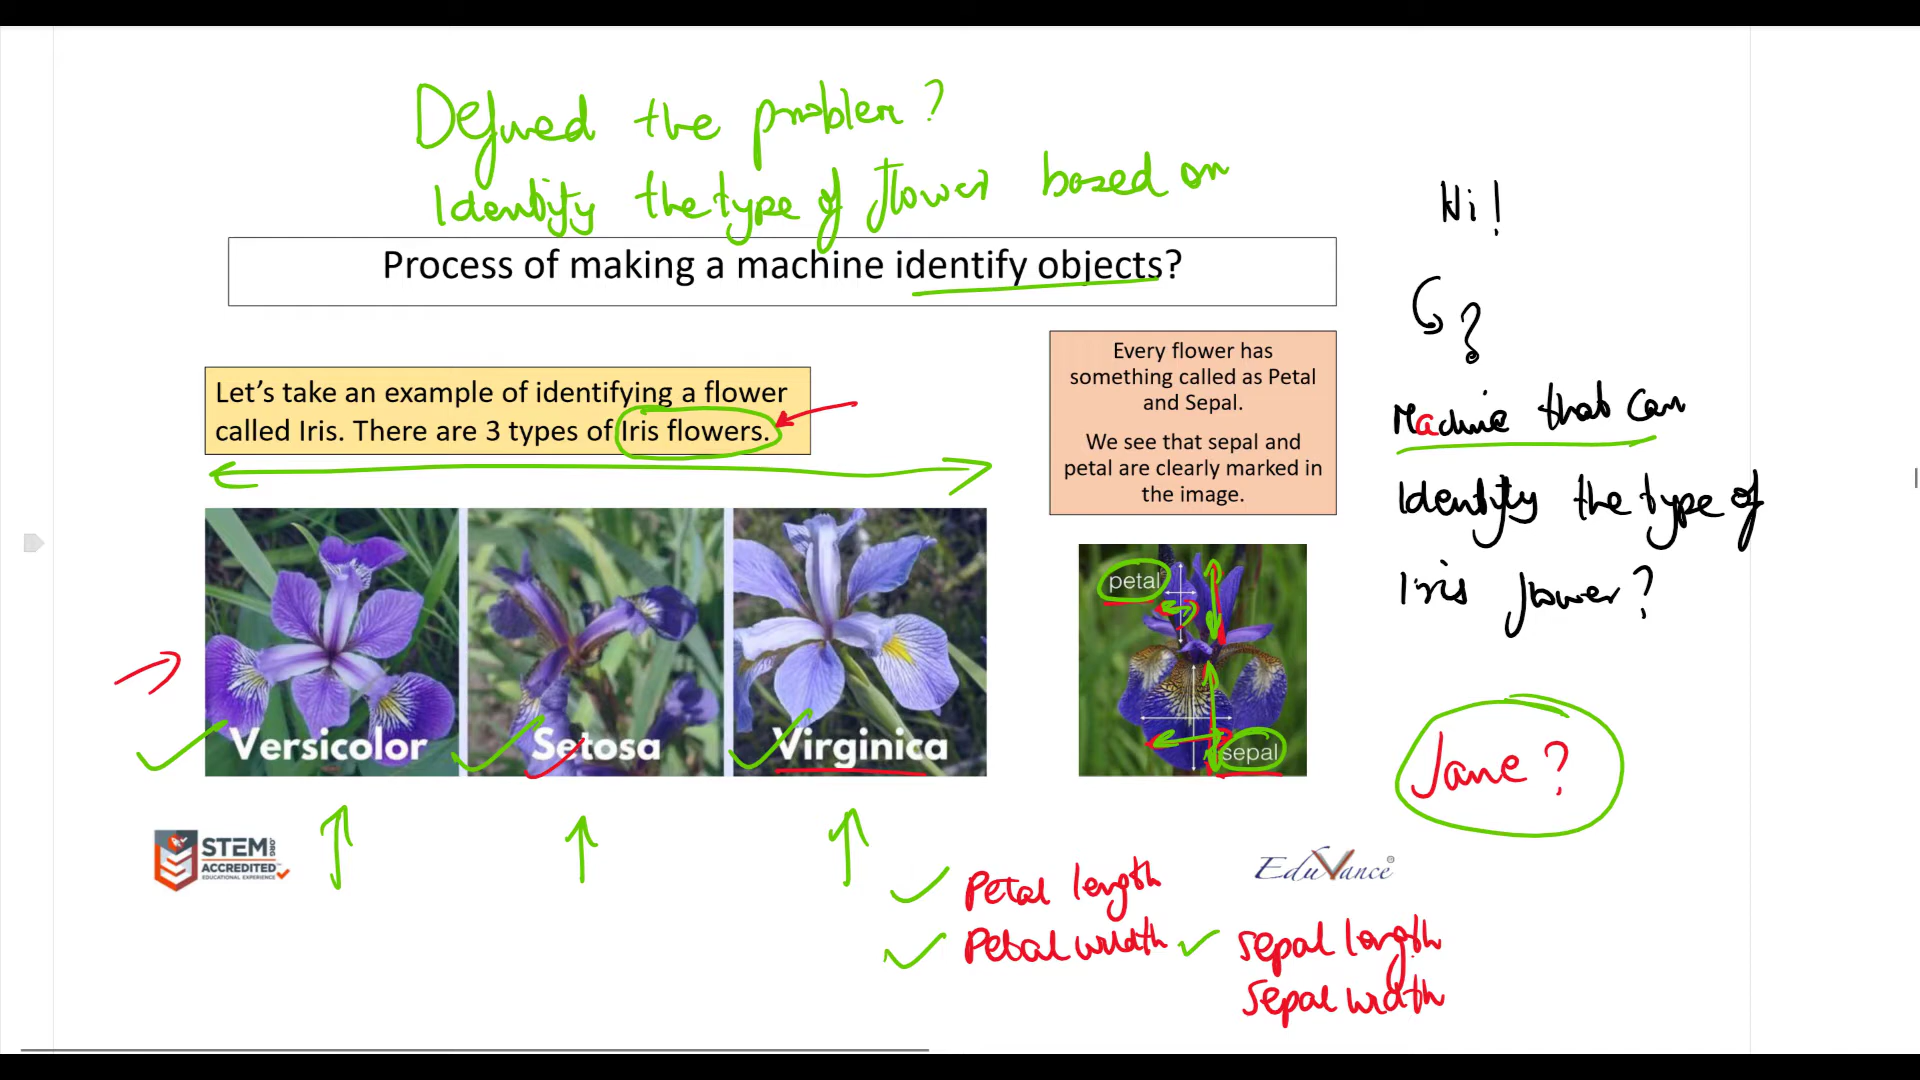 Defined the problem?
Identify the type of flower based on
Process of making a machine identify objects?
Let's take an example of identifying a flower
called Iris. There are 3 types of Iris flowers.
Every flower has
something called as Petal
and Sepal.
We see that sepal and
petal are clearly marked in
the image.
Versicolor
Setosa
Virginica
petal
sepal
Hi!
?
Machine that can
Identify the type of
Iris flower?
Jane?
STEM.ORG
ACCREDITED™
EDUCATIONAL EXPERIENCE
EduVance®
Petal length
Petal width
Sepal length
Sepal width